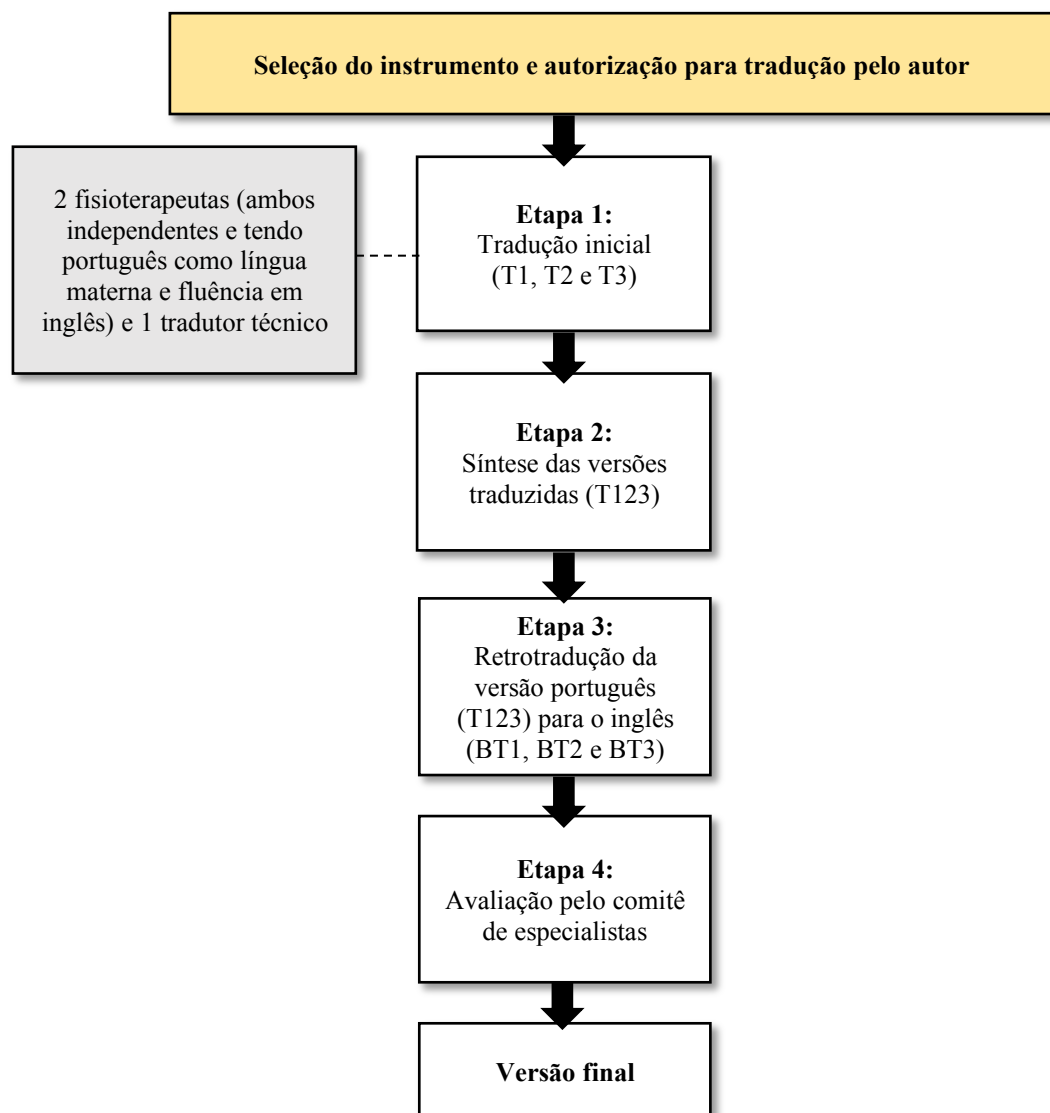 Seleção do instrumento e autorização para tradução pelo autor
2 fisioterapeutas (ambos
independentes e tendo
português como língua
materna e fluência em
inglês) e 1 tradutor técnico
Etapa 1:
Tradução inicial
(T1, T2 e T3)
Etapa 2:
Síntese das versões
traduzidas (T123)
Etapa 3:
Retrotradução da
versão português
(T123) para o inglês
(BT1, BT2 e BT3)
Etapa 4:
Avaliação pelo comitê
de especialistas
Versão final